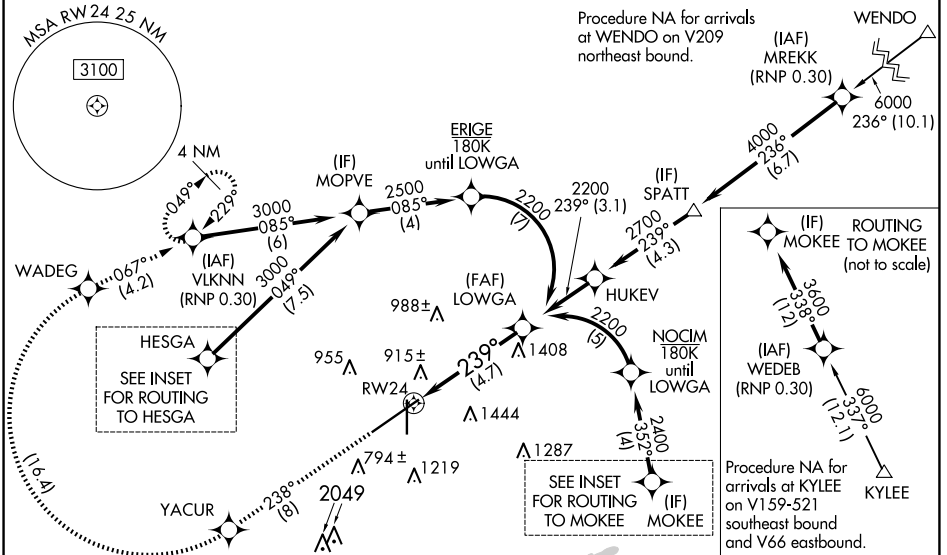 MSA RW24 25 NM
3100
Procedure NA for arrivals
at WENDO on V209
northeast bound.
WENDO
(IAF)
MREKK
(RNP 0.30)
6000
236° (10.1)
4000
236°
(6.7)
ERIGE
180K
until LOWGA
4 NM
049°
229°
(IF)
MOPVE
2500
085°
(4)
3000
085°
(6)
2200
(7)
2200
239° (3.1)
(IF)
SPATT
2700
239°
(4.3)
WADEG
067°
(4.2)
(IAF)
VLKNN
(RNP 0.30)
3000
049°
(7.5)
HUKEV
(FAF)
LOWGA
988±
HESGA
SEE INSET
FOR ROUTING
TO HESGA
955
915±
239°
(4.7)
1408
2200
(5)
NOCIM
180K
until
LOWGA
RW24
1444
794±
1219
1287
2400
352°
(4)
SEE INSET
FOR ROUTING
TO MOKEE
(IF)
MOKEE
(16.4)
YACUR
238°
(8)
2049
(IF)
MOKEE
ROUTING
TO MOKEE
(not to scale)
3600
338°
(12)
(IAF)
WEDEB
(RNP 0.30)
6000
337°
(12.1)
KYLEE
Procedure NA for
arrivals at KYLEE
on V159-521
southeast bound
and V66 eastbound.